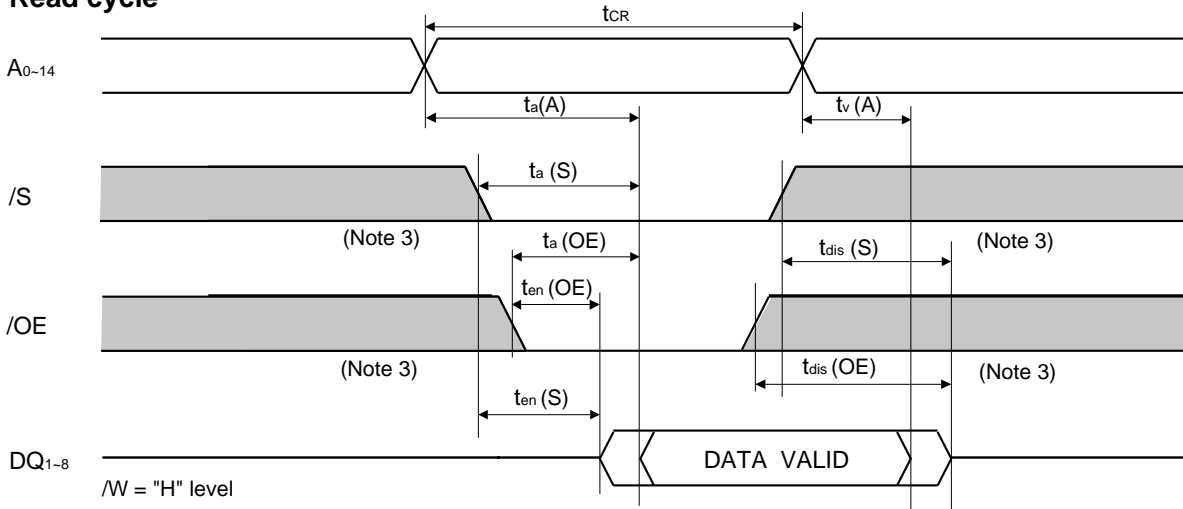 Read cycle
tCR
A0~14
ta(A)
tv (A)
ta (S)
/S
(Note 3)
ta (OE)
tdis (S)
(Note 3)
ten (OE)
/OE
(Note 3)
tdis (OE)
(Note 3)
ten (S)
DQ1~8
DATA VALID
/W = "H" level